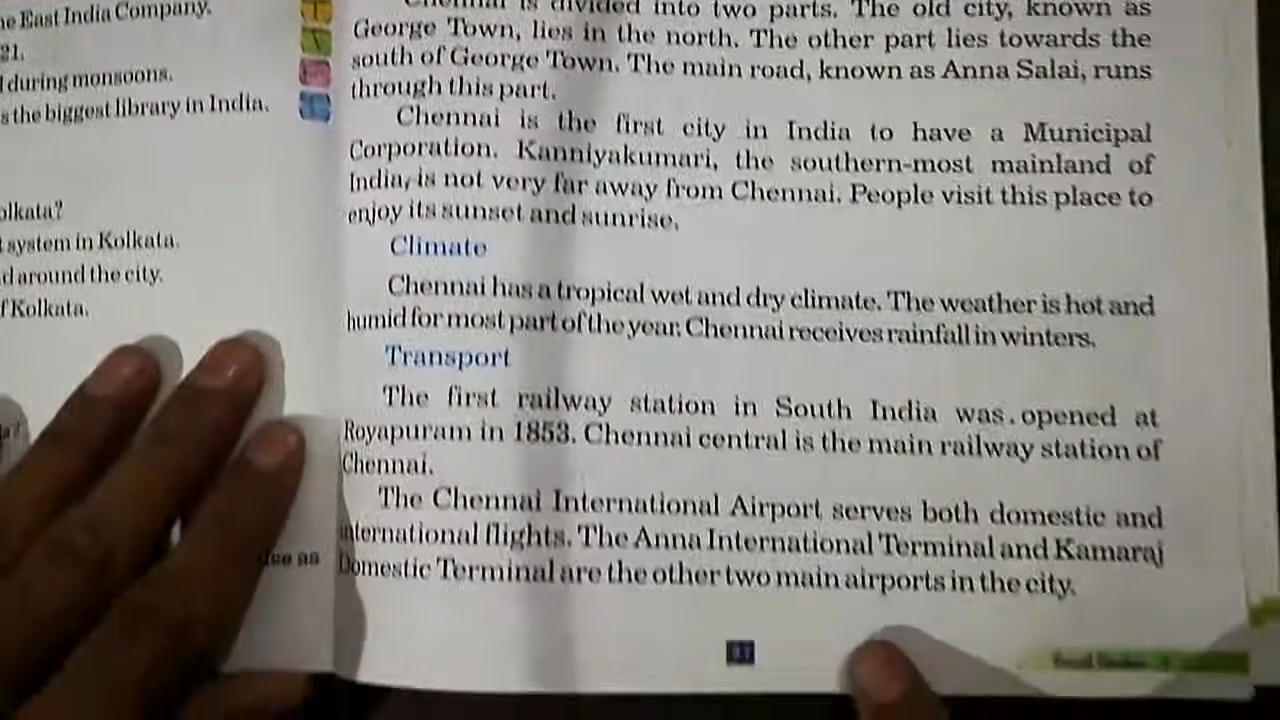 he East India Company.
21.
during monsoons.
s the biggest library in India.
olkata?
system in Kolkata.
d around the city.
f Kolkata.
Chennai is divided into two parts. The old city, known as
George Town, lies in the north. The other part lies towards the
south of George Town. The main road, known as Anna Salai, runs
through this part.
Chennai is the first city in India to have a Municipal
Corporation. Kanniyakumari, the southern-most mainland of
India, is not very far away from Chennai. People visit this place to
enjoy its sunset and sunrise.
Climate
Chennai has a tropical wet and dry climate. The weather is hot and
humid for most part of the year. Chennai receives rainfall in winters.
Transport
The first railway station in South India was opened at
Royapuram in 1853. Chennai central is the main railway station of
Chennai.
The Chennai International Airport serves both domestic and
international flights. The Anna International Terminal and Kamaraj
Domestic Terminal are the other two main airports in the city.